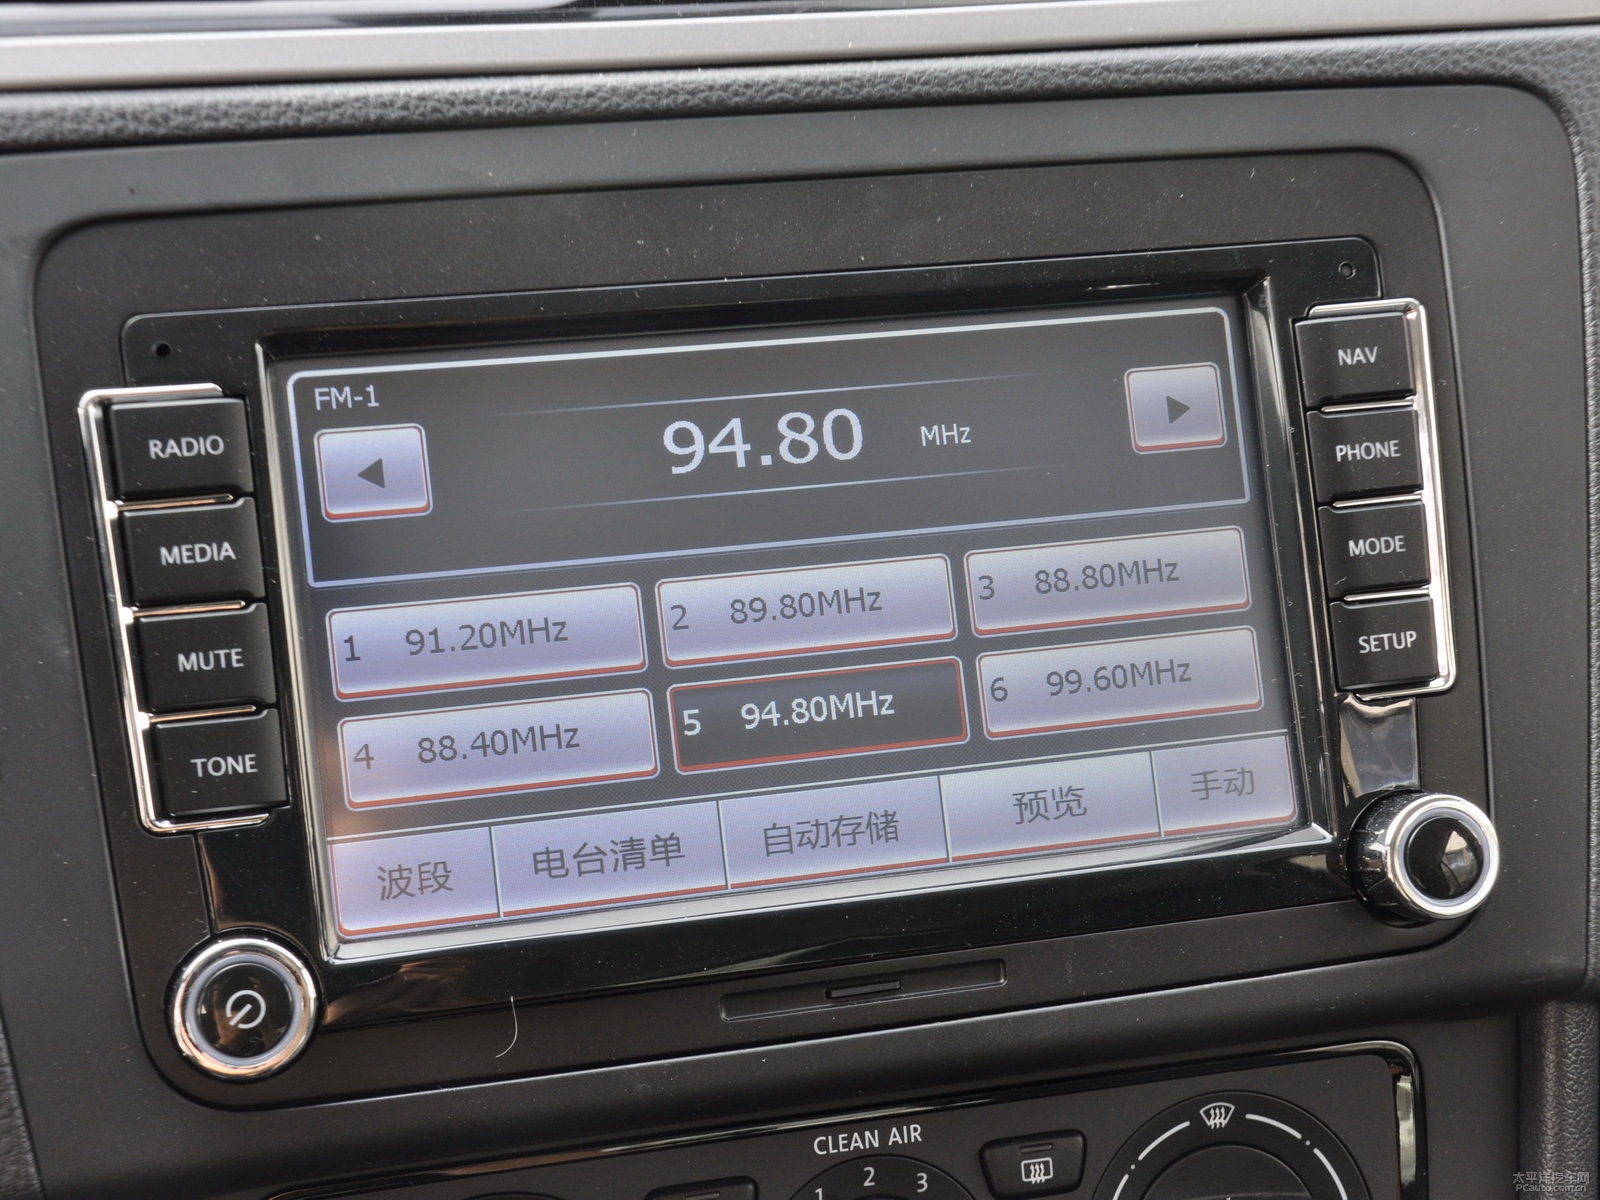 FM-1
94.80 MHz
RADIO
MEDIA
MUTE
TONE
NAV
PHONE
MODE
SETUP
1 91.20MHz
2 89.80MHz
3 88.80MHz
4 88.40MHz
5 94.80MHz
6 99.60MHz
波段
电台清单
自动存储
预览
手动
CLEAN AIR
1 2 3
太平洋汽车网
PCauto.com.cn